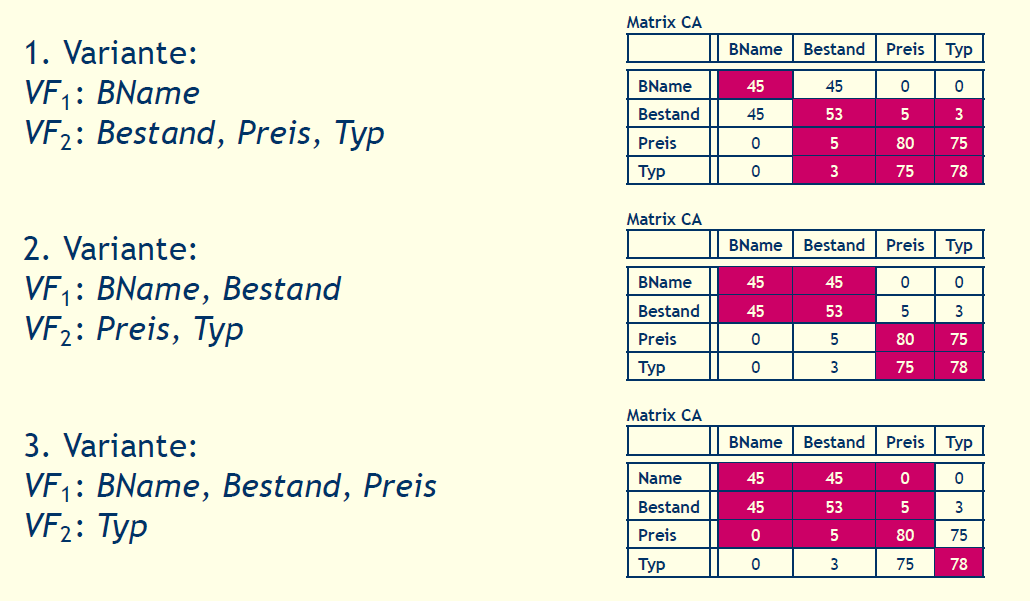 1. Variante:
VF1: BName
VF2: Bestand, Preis, Typ
Matrix CA
BName Bestand Preis Typ
BName 45 45 0 0
Bestand 45 53 5 3
Preis 0 5 80 75
Typ 0 3 75 78
2. Variante:
VF1: BName, Bestand
VF2: Preis, Typ
Matrix CA
BName Bestand Preis Typ
BName 45 45 0 0
Bestand 45 53 5 3
Preis 0 5 80 75
Typ 0 3 75 78
3. Variante:
VF1: BName, Bestand, Preis
VF2: Typ
Matrix CA
BName Bestand Preis Typ
Name 45 45 0 0
Bestand 45 53 5 3
Preis 0 5 80 75
Typ 0 3 75 78